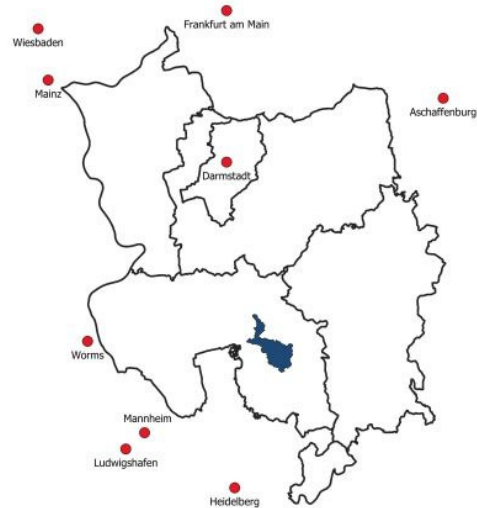 Frankfurt am Main
Wiesbaden
Mainz
Aschaffenburg
Darmstadt
Worms
Mannheim
Ludwigshafen
Heidelberg